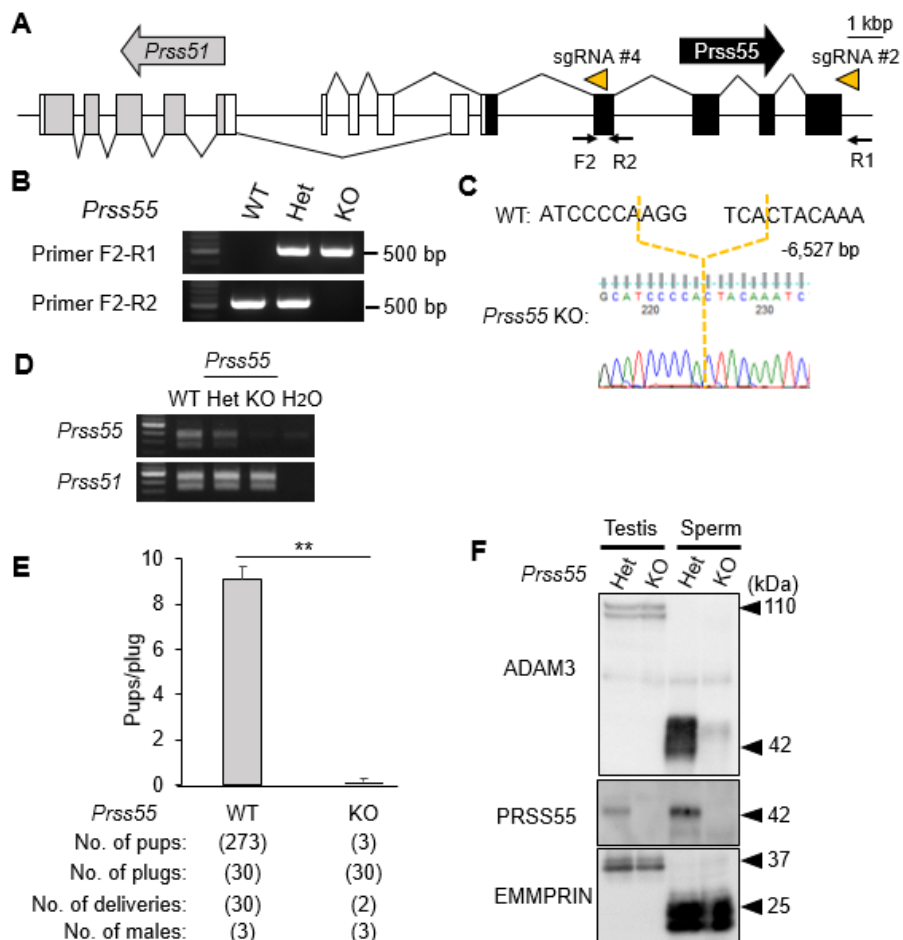 A
1 kbp
Prss51
Prss55
sgRNA #4
sgRNA #2
F2 R2
R1
B
Prss55
WT Het KO
Primer F2-R1
500 bp
Primer F2-R2
500 bp
C
WT: ATCCCCAAGG TCACTACAAA
-6,527 bp
GCATCCCCACTACAAATC
220 230
Prss55 KO:
D
Prss55
WT Het KO H2O
Prss55
Prss51
E
**
Pups/plug
10
8
6
4
2
0
Prss55 WT KO
No. of pups: (273) (3)
No. of plugs: (30) (30)
No. of deliveries: (30) (2)
No. of males: (3) (3)
F
Testis Sperm
Prss55 Het KO Het KO (kDa)
110
ADAM3
42
PRSS55
42
37
EMMPRIN
25